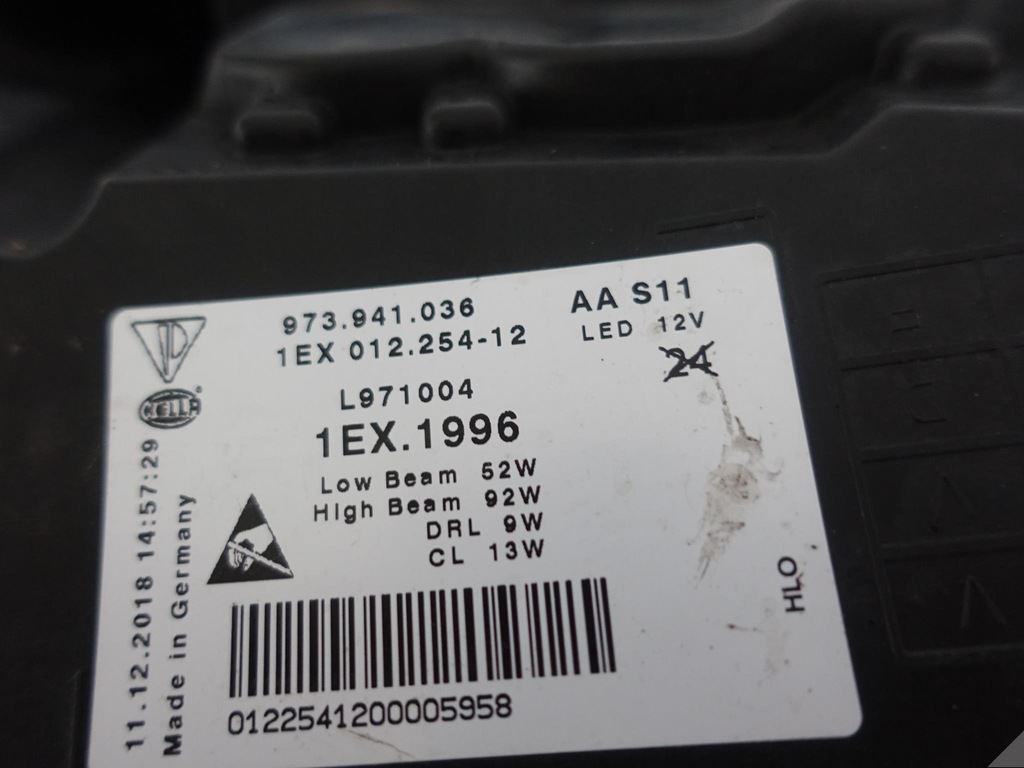 973.941.036
1EX 012.254-12
AA S11
LED 12V
24
HELLA
L971004
1EX.1996
Low Beam 52W
High Beam 92W
DRL 9W
CL 13W
11.12.2018 14:57:29
Made in Germany
HLO
0122541200005958